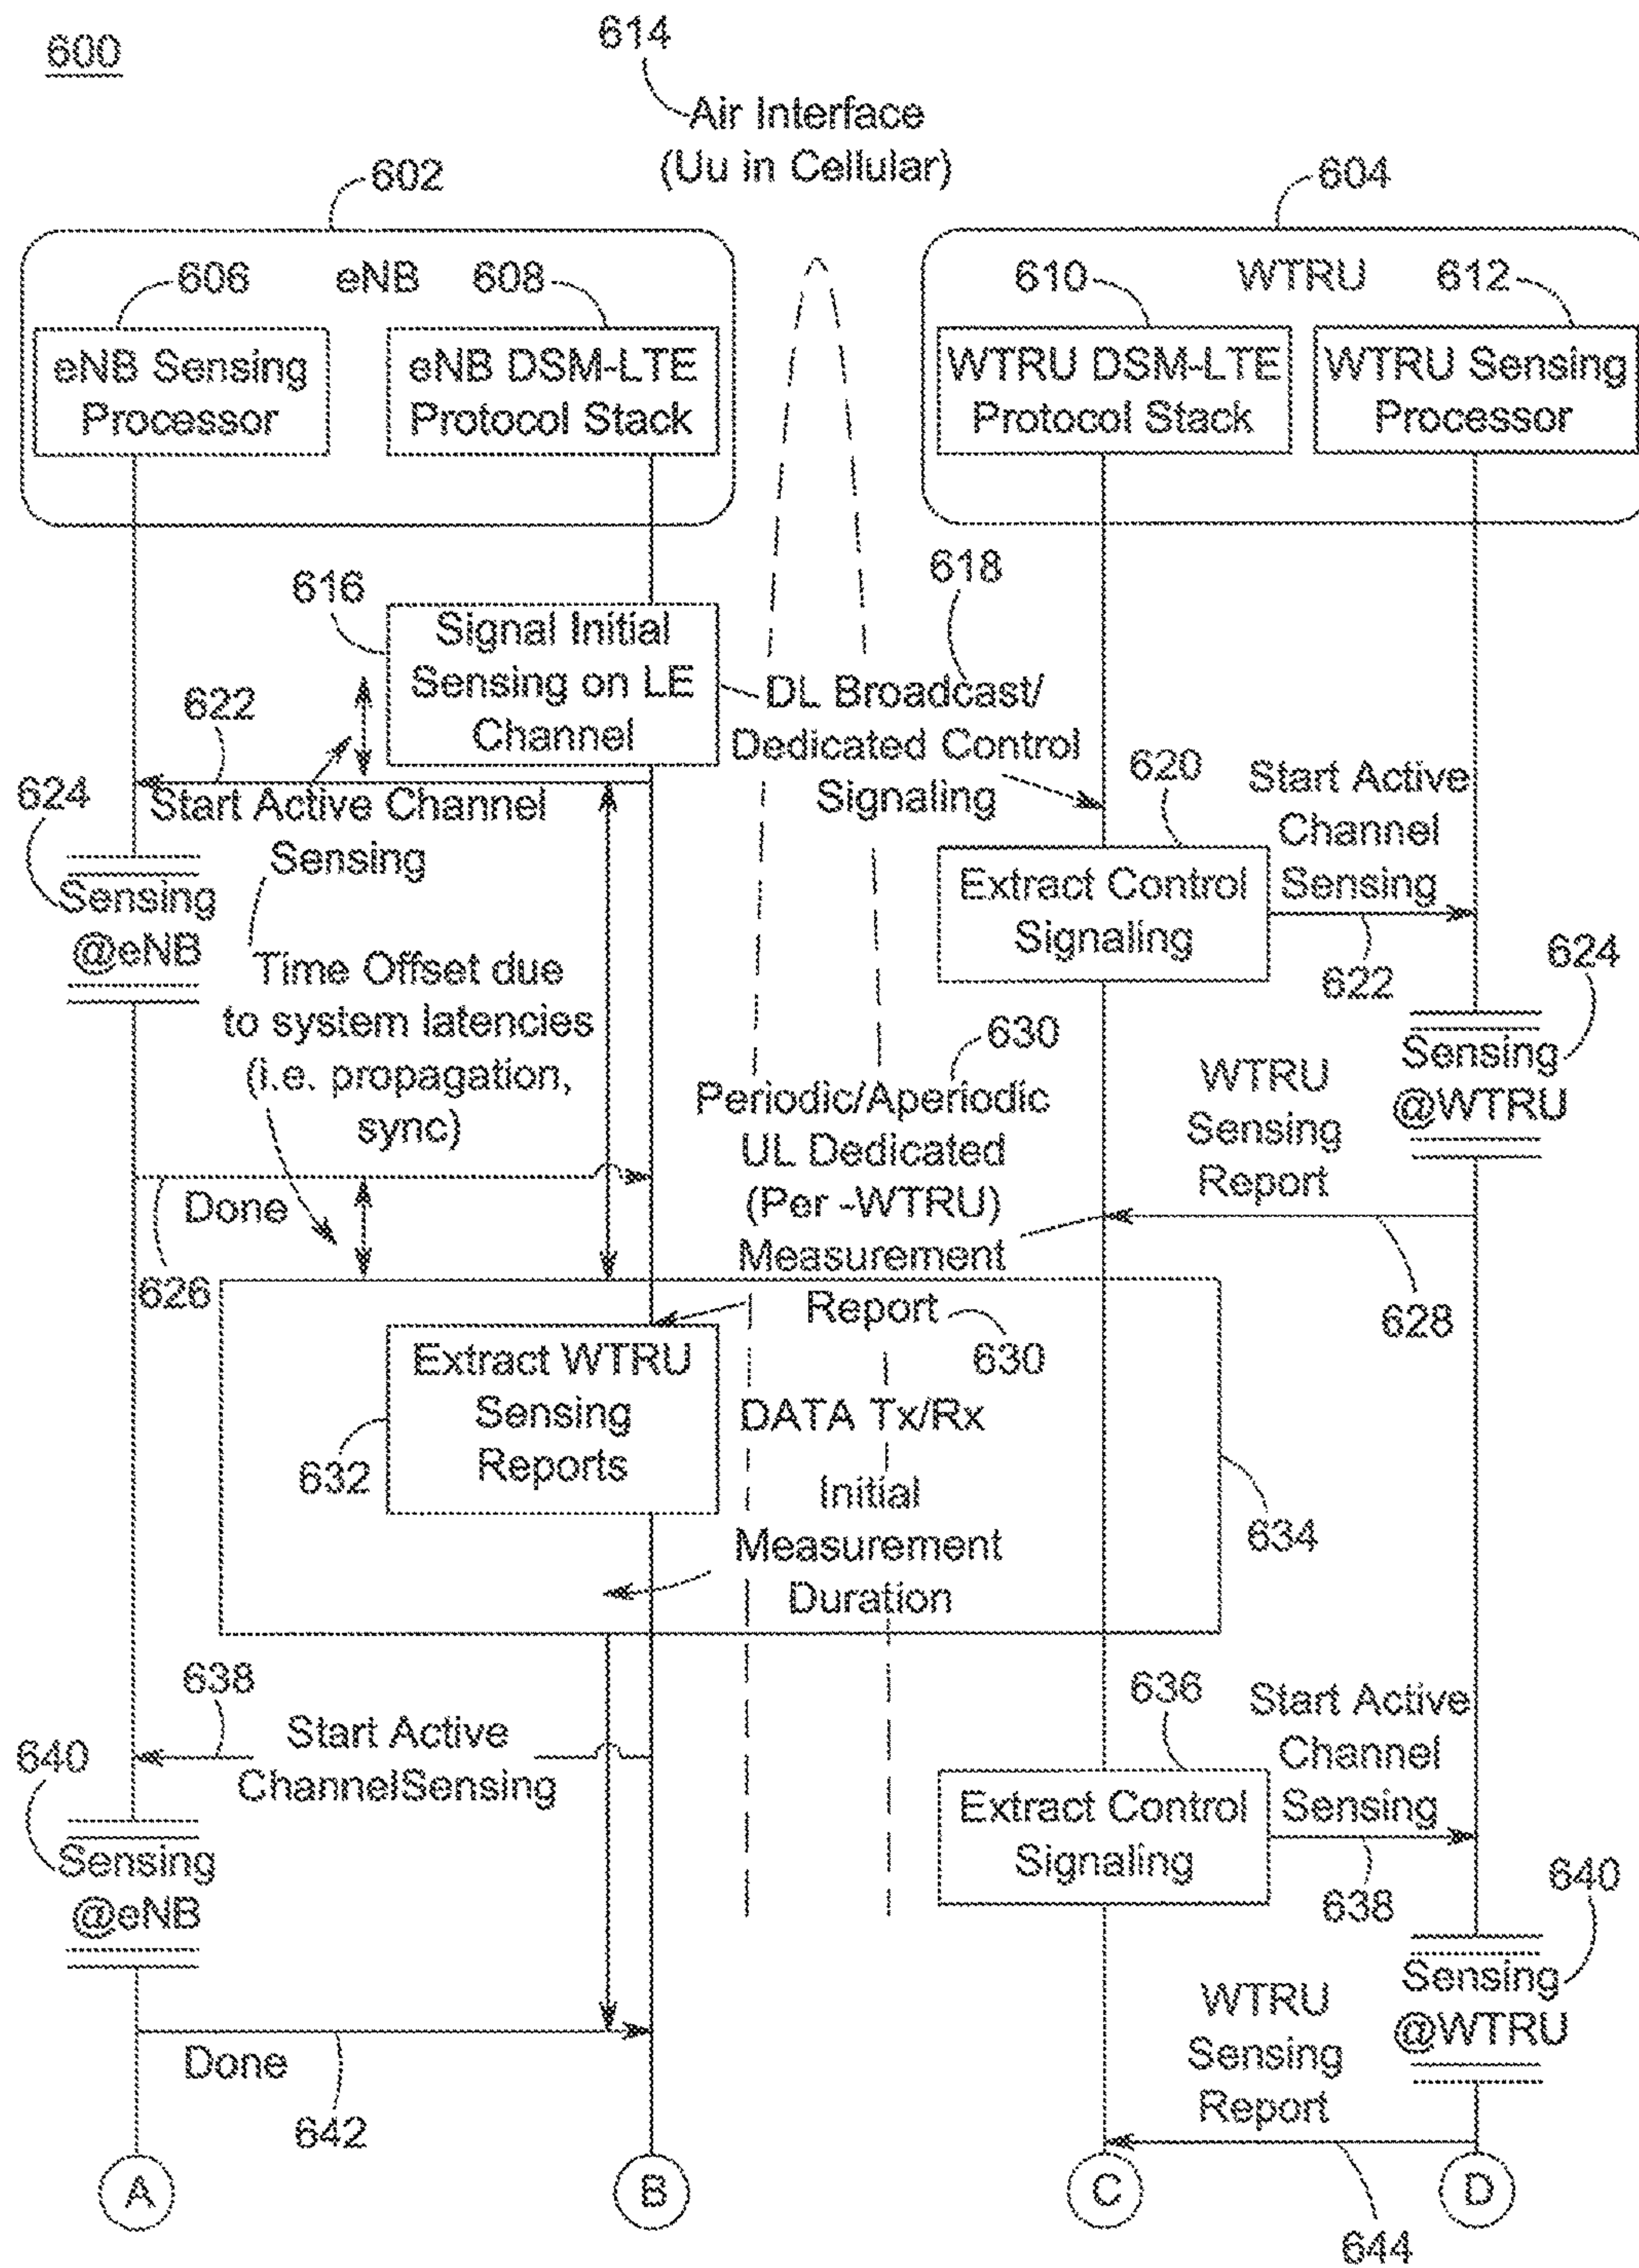 600
614
Air Interface
(Uu in Cellular)
602
604
606
eNB
608
610
WTRU
612
eNB Sensing
Processor
eNB DSM-LTE
Protocol Stack
WTRU DSM-LTE
Protocol Stack
WTRU Sensing
Processor
616
618
Signal Initial
Sensing on LE
Channel
DL Broadcast/
Dedicated Control
Signaling
622
624
Start Active Channel
Sensing
620
Start Active
Channel
Sensing
Extract Control
Signaling
622
Sensing
@eNB
Time Offset due
to system latencies
(i.e. propagation,
sync)
624
Sensing
@WTRU
630
Periodic/Aperiodic
UL Dedicated
(Per -WTRU)
Measurement
Report
WTRU
Sensing
Report
Done
626
628
630
Extract WTRU
Sensing
Reports
632
DATA Tx/Rx
Initial
Measurement
Duration
634
638
Start Active
ChannelSensing
636
Start Active
Channel
Sensing
640
Sensing
@eNB
Extract Control
Signaling
638
640
Sensing
@WTRU
WTRU
Sensing
Report
Done
642
644
A
B
C
D